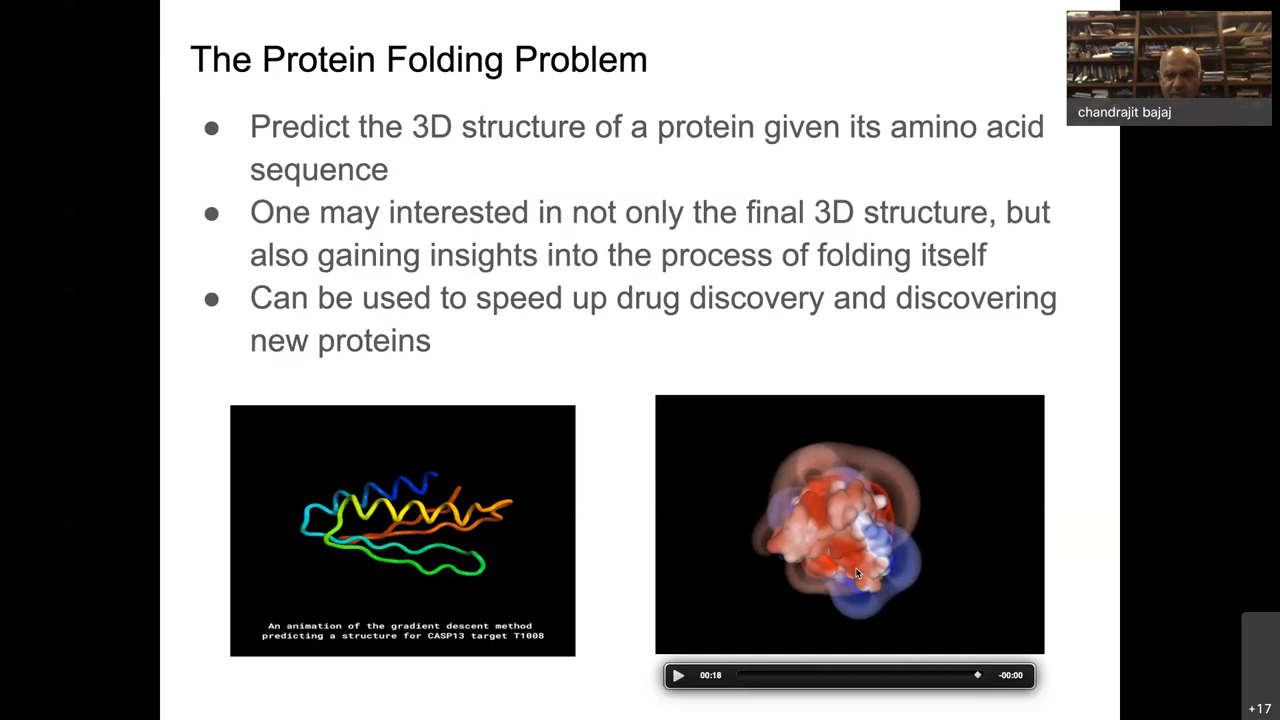 The Protein Folding Problem
chandrajit bajaj
● Predict the 3D structure of a protein given its amino acid
sequence
● One may interested in not only the final 3D structure, but
also gaining insights into the process of folding itself
● Can be used to speed up drug discovery and discovering
new proteins
An animation of the gradient descent method
predicting a structure for CASP13 target T1008
00:18
-00:00
+17